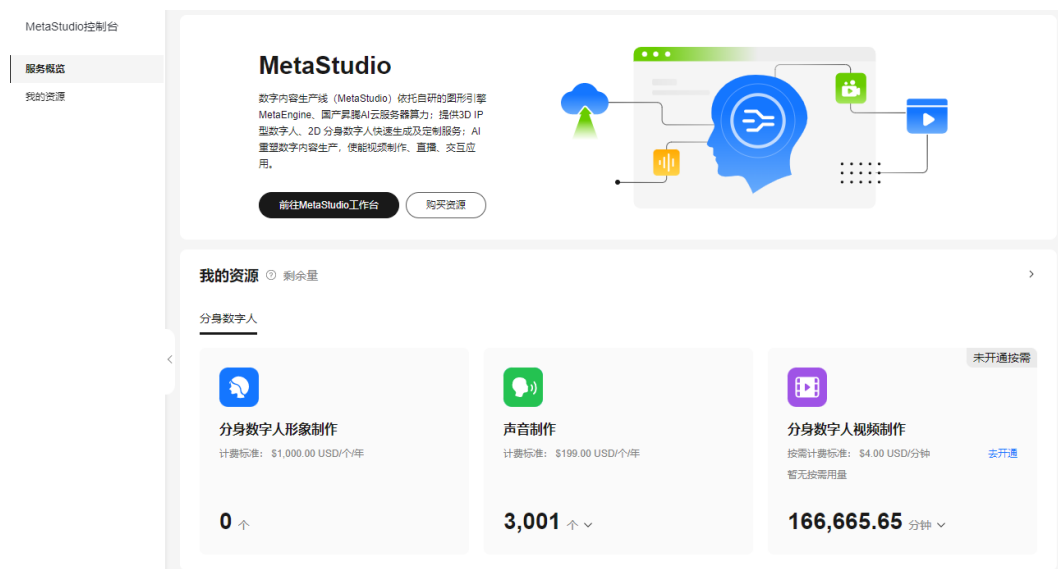 MetaStudio控制台
服务概览
我的资源
MetaStudio
数字内容生产线（MetaStudio）依托自研的图形引擎
MetaEngine、国产昇腾AI云服务器算力；提供3D IP
型数字人、2D 分身数字人快速生成及定制服务；AI
重塑数字内容生产，使能视频制作、直播、交互应
用。
前往MetaStudio工作台
购买资源
我的资源
剩余量
分身数字人
分身数字人形象制作
计费标准： $1,000.00 USD/个/年
0 个
声音制作
计费标准： $199.00 USD/个/年
3,001 个
未开通按需
分身数字人视频制作
按需计费标准： $4.00 USD/分钟
去开通
暂无按需用量
166,665.65 分钟